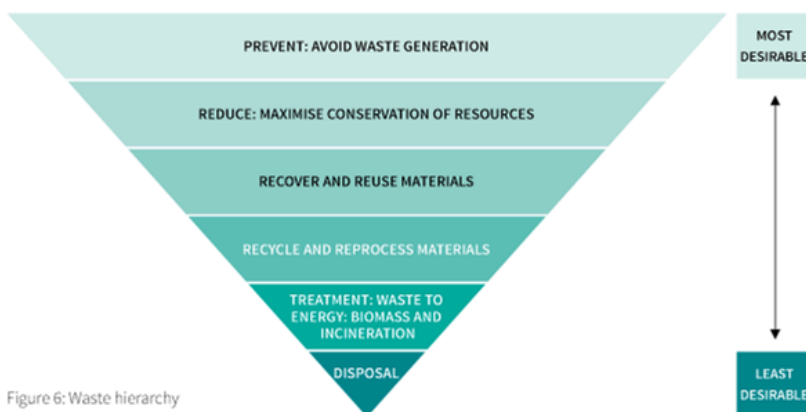 PREVENT: AVOID WASTE GENERATION
MOST
DESIRABLE
REDUCE: MAXIMISE CONSERVATION OF RESOURCES
RECOVER AND REUSE MATERIALS
RECYCLE AND REPROCESS MATERIALS
TREATMENT: WASTE TO
ENERGY: BIOMASS AND
INCINERATION
DISPOSAL
LEAST
DESIRABLE
Figure 6: Waste hierarchy